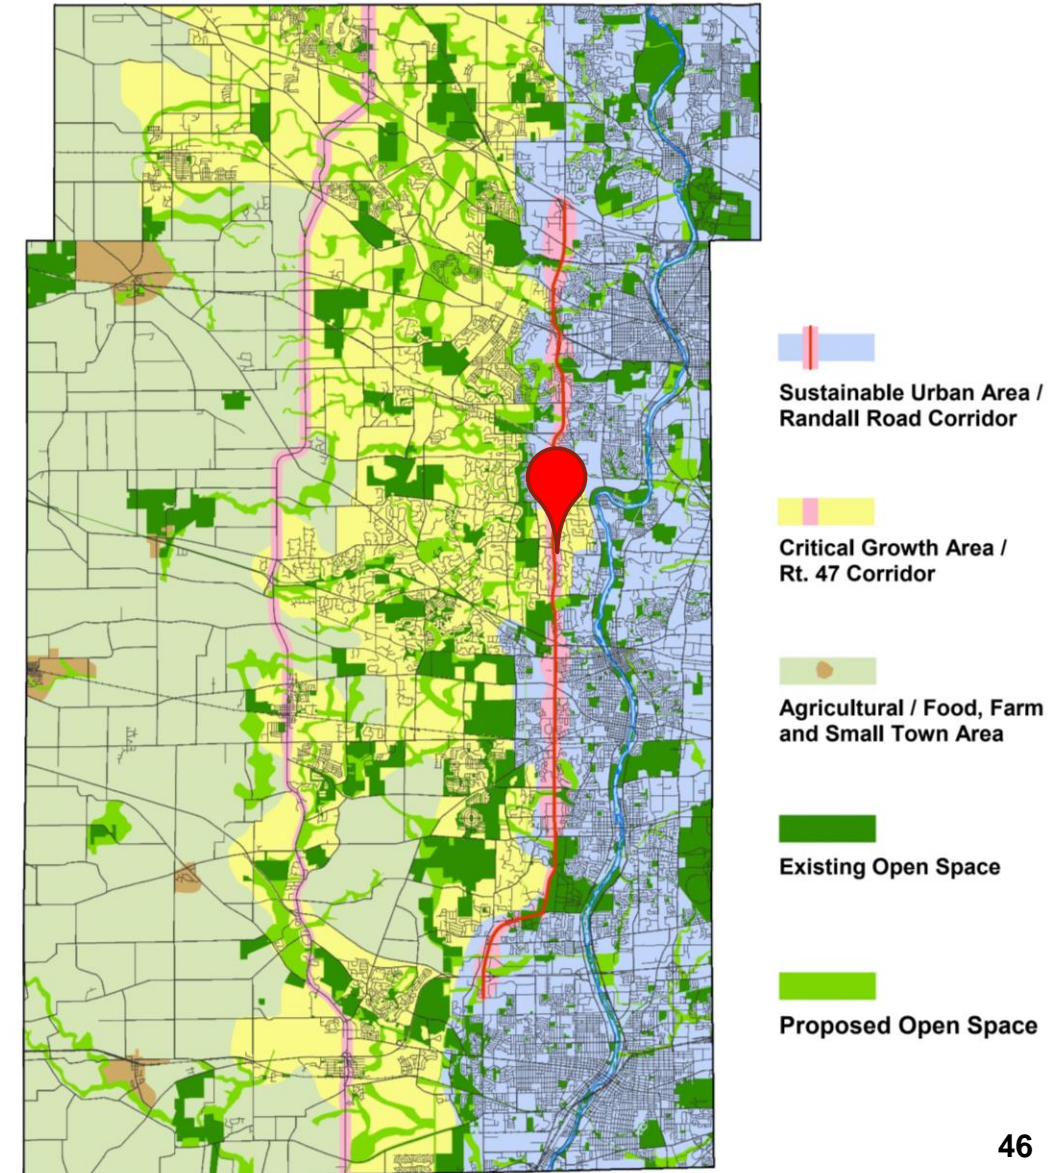 Sustainable Urban Area /
Randall Road Corridor
Critical Growth Area /
Rt. 47 Corridor
Agricultural / Food, Farm
and Small Town Area
Existing Open Space
Proposed Open Space
46